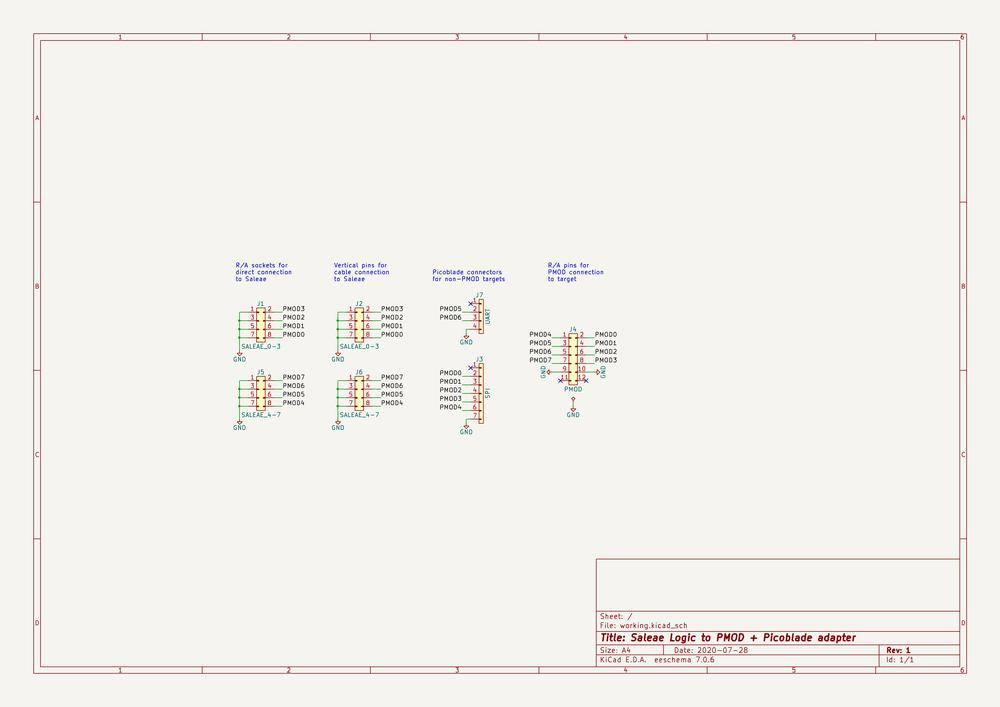 1 2 3 4 5 6
A A
B B
C C
D D
R/A sockets for
direct connection
to Saleae
Vertical pins for
cable connection
to Saleae
Picoblade connectors
for non-PMOD targets
R/A pins for
PMOD connection
to target
J1
1 2 PMOD3
3 4 PMOD2
5 6 PMOD1
7 8 PMOD0
SALEAE_0-3
GND
J2
1 2 PMOD3
3 4 PMOD2
5 6 PMOD1
7 8 PMOD0
SALEAE_0-3
GND
J7
1
PMOD5 2
PMOD6 3
4
UART
GND
J4
PMOD4 1 2 PMOD0
PMOD5 3 4 PMOD1
PMOD6 5 6 PMOD2
PMOD7 7 8 PMOD3
GND 9 10 GND
11 12
PMOD
GND
J5
1 2 PMOD7
3 4 PMOD6
5 6 PMOD5
7 8 PMOD4
SALEAE_4-7
GND
J6
1 2 PMOD7
3 4 PMOD6
5 6 PMOD5
7 8 PMOD4
SALEAE_4-7
GND
J3
1
PMOD0 2
PMOD1 3
PMOD2 4
PMOD3 5
PMOD4 6
7
SPI
GND
Sheet: /
File: working.kicad_sch
Title: Saleae Logic to PMOD + Picoblade adapter
Size: A4 Date: 2020-07-28 Rev: 1
KiCad E.D.A. eeschema 7.0.6 Id: 1/1
1 2 3 4 5 6